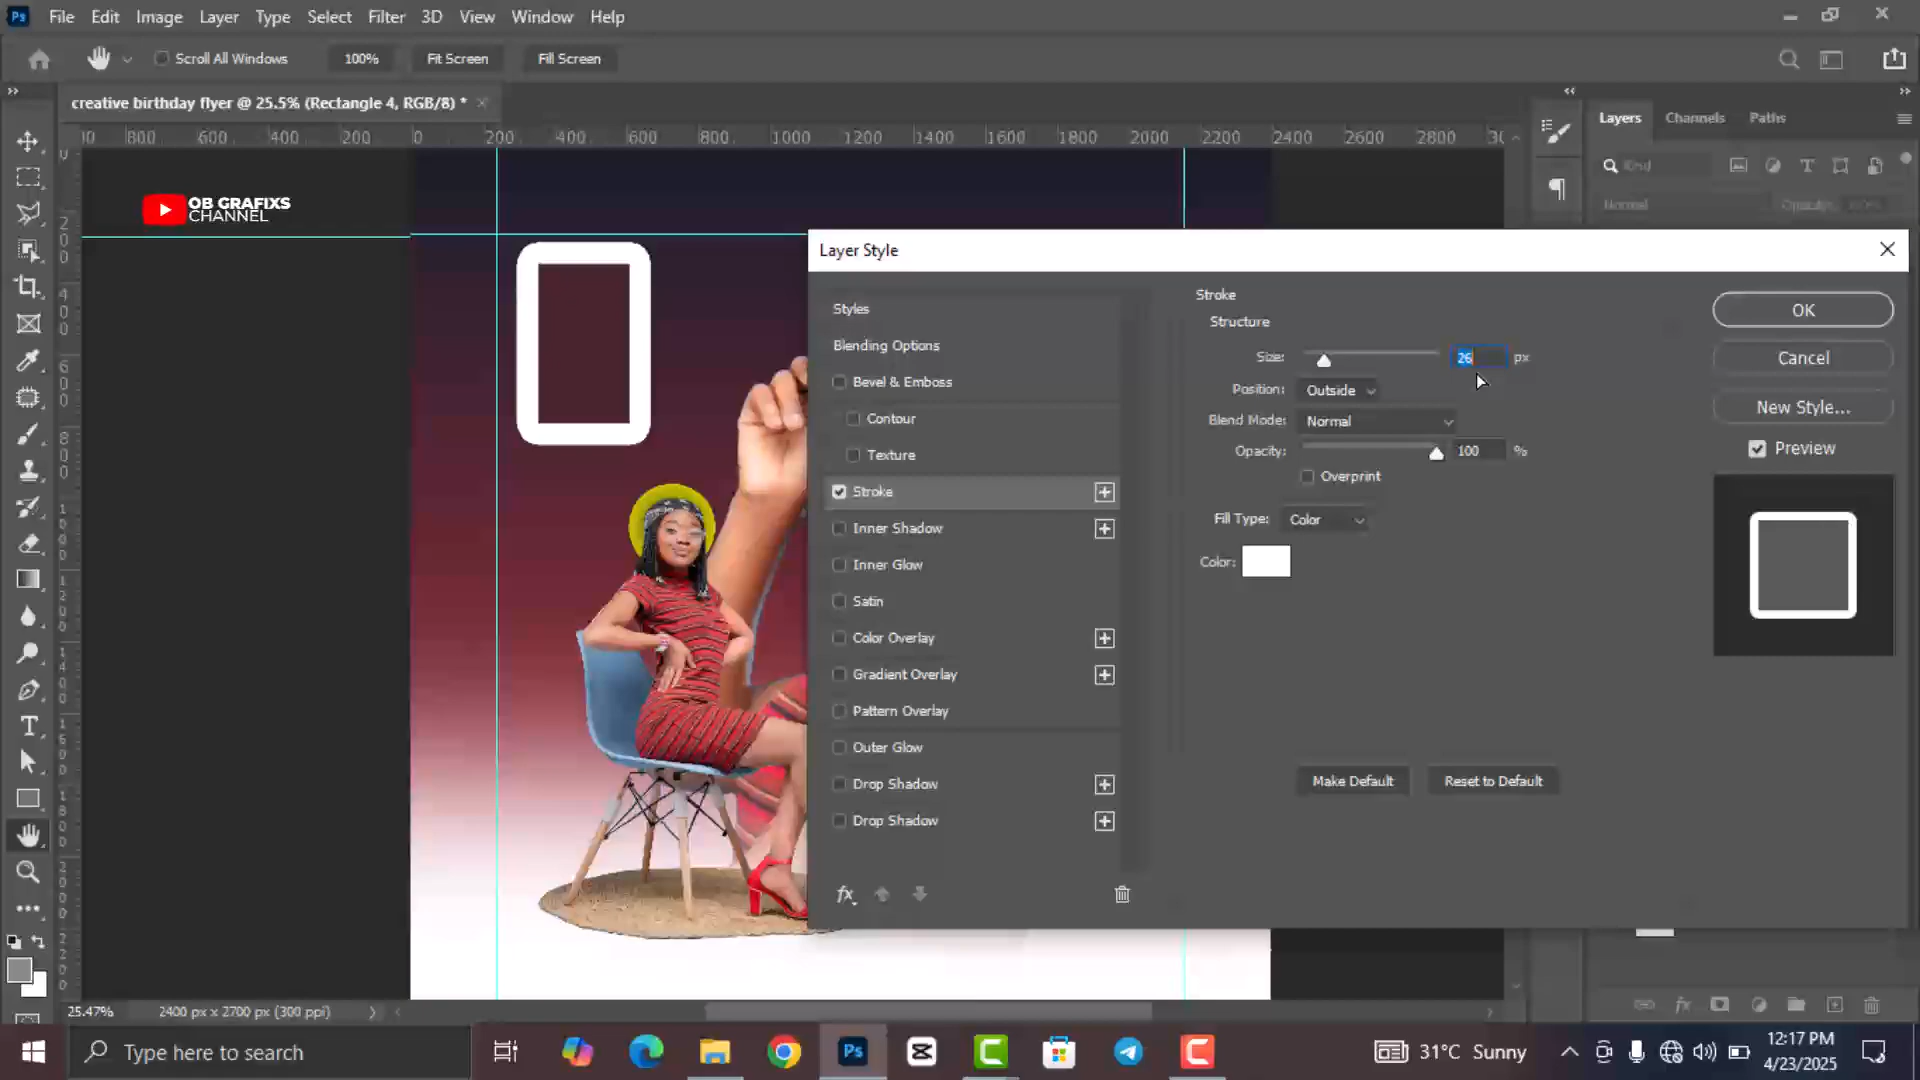 Ps File Edit Image Layer Type Select Filter 3D View Window Help
Scroll All Windows 100% Fit Screen Fill Screen
creative birthday flyer @ 25.5% (Rectangle 4, RGB/8) *
Layers Channels Paths
800 600 400 200 0 200 400 600 800 1000 1200 1400 1600 1800 2000 2200 2400 2600 2800
Kind
Normal Opacity: 100%
OB GRAFIXS
CHANNEL
Layer Style
Styles
Blending Options
Bevel & Emboss
Contour
Texture
Stroke
Inner Shadow
Inner Glow
Satin
Color Overlay
Gradient Overlay
Pattern Overlay
Outer Glow
Drop Shadow
Drop Shadow
fx
Stroke
Structure
Size: 26 px
Position: Outside
Blend Mode: Normal
Opacity: 100 %
Overprint
Fill Type: Color
Color:
Make Default Reset to Default
OK
Cancel
New Style...
Preview
25.47% 2400 px x 2700 px (300 ppi)
Type here to search
31°C Sunny
12:17 PM
4/23/2025